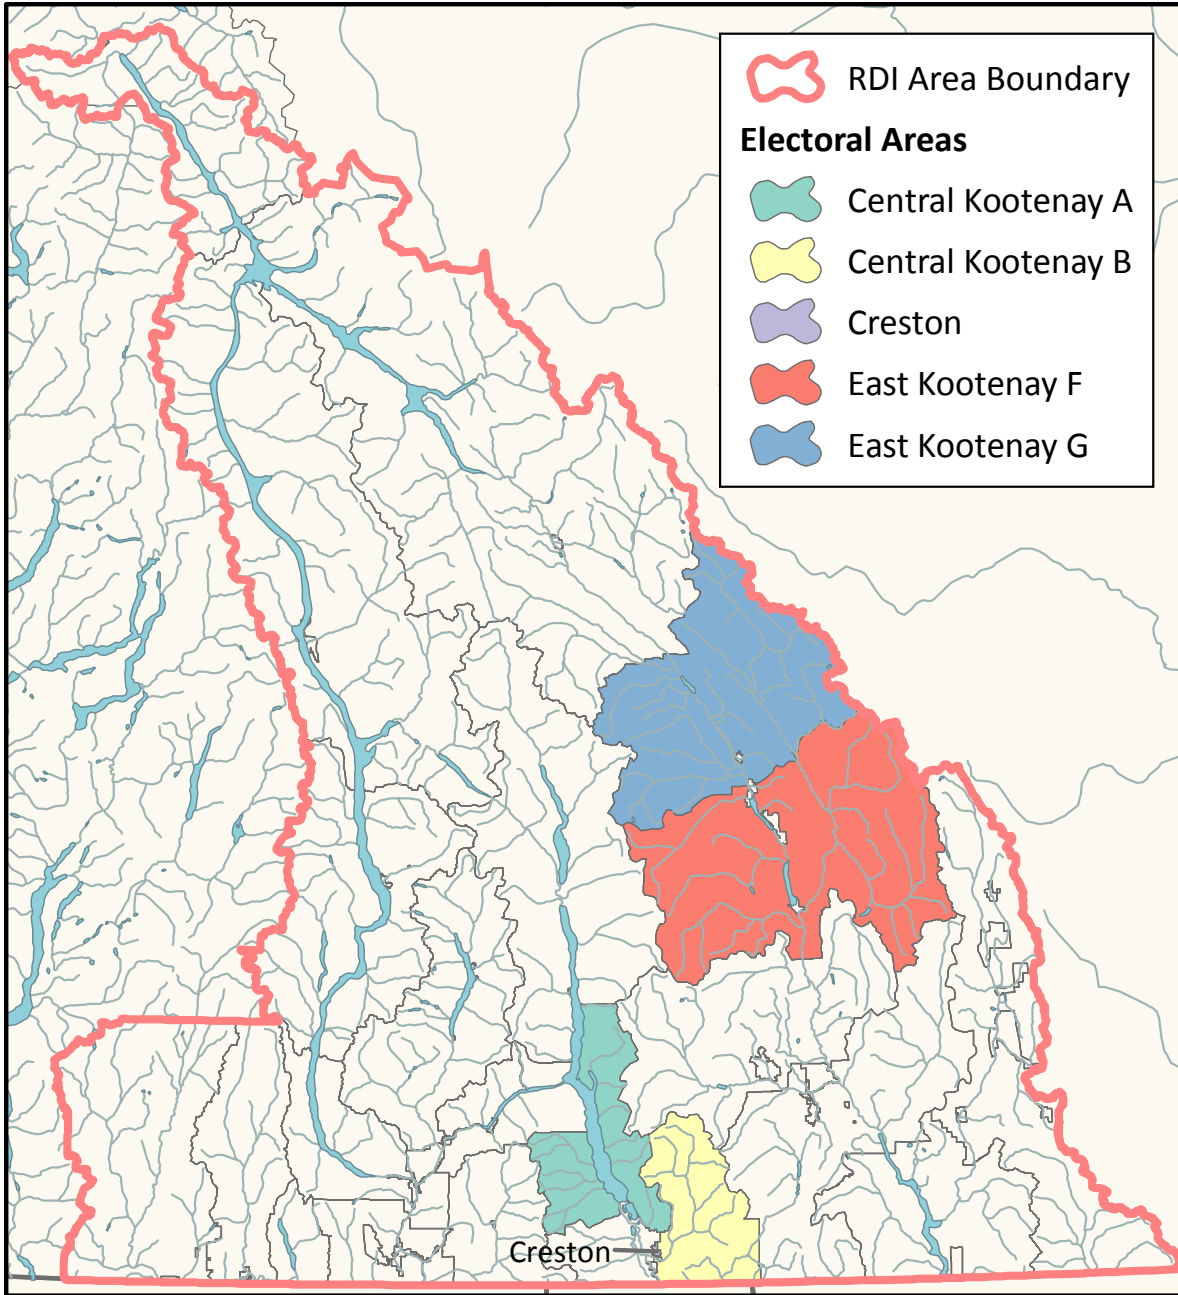 RDI Area Boundary
Electoral Areas
Central Kootenay A
Central Kootenay B
Creston
East Kootenay F
East Kootenay G
Creston